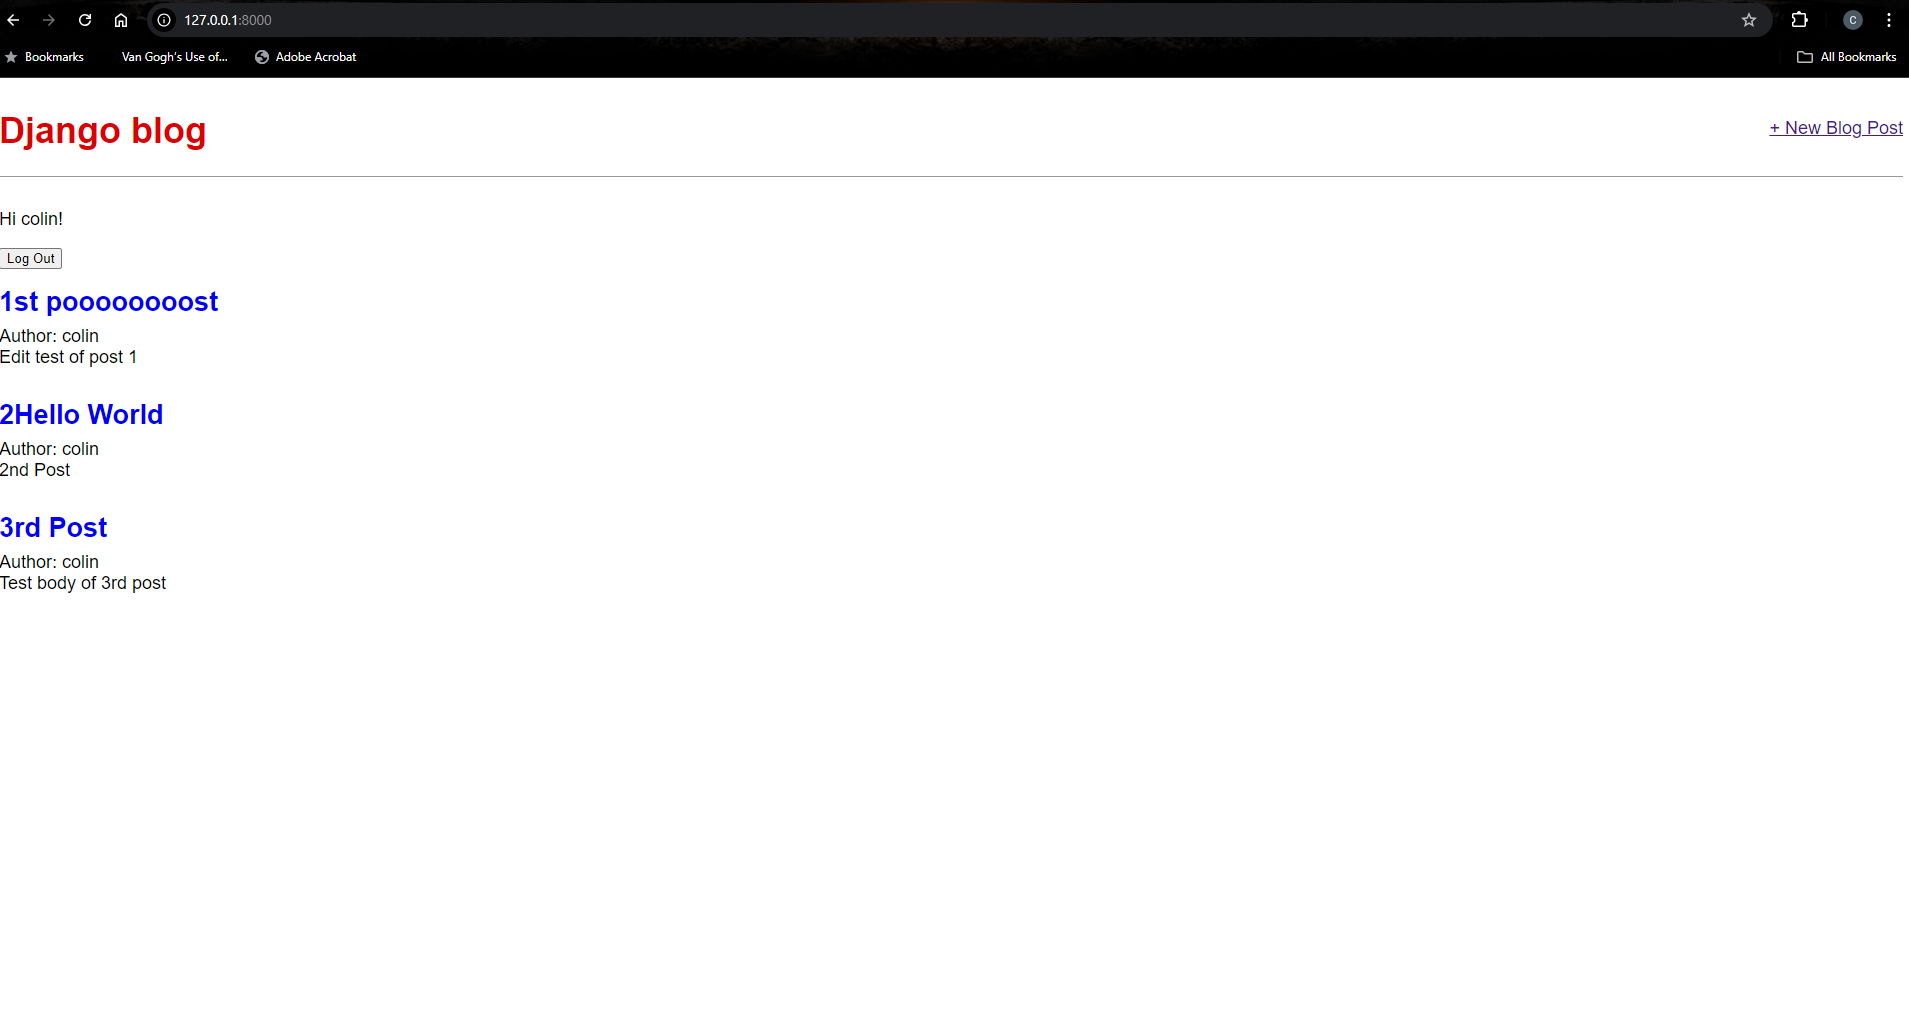 127.0.0.1:8000
C
Bookmarks Van Gogh's Use of... Adobe Acrobat All Bookmarks
Django blog + New Blog Post
Hi colin!
Log Out
1st poooooooost
Author: colin
Edit test of post 1
2Hello World
Author: colin
2nd Post
3rd Post
Author: colin
Test body of 3rd post